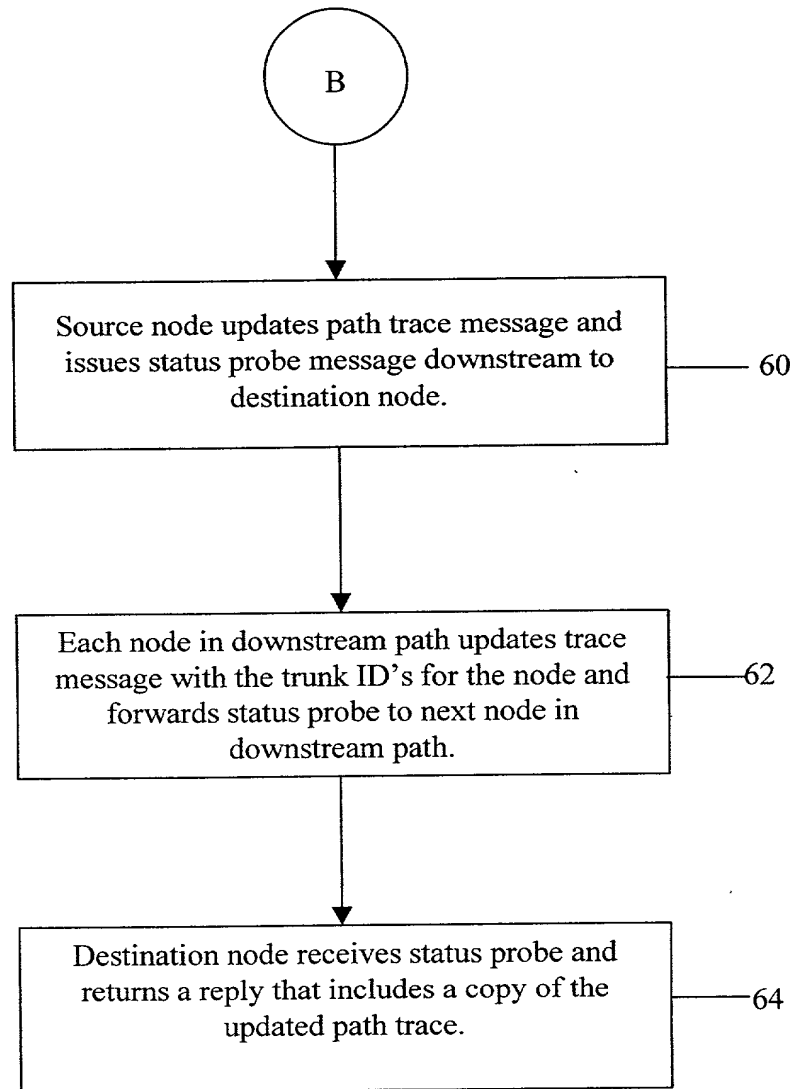 B
Source node updates path trace message and
issues status probe message downstream to
destination node.
60
Each node in downstream path updates trace
message with the trunk ID's for the node and
forwards status probe to next node in
downstream path.
62
Destination node receives status probe and
returns a reply that includes a copy of the
updated path trace.
64